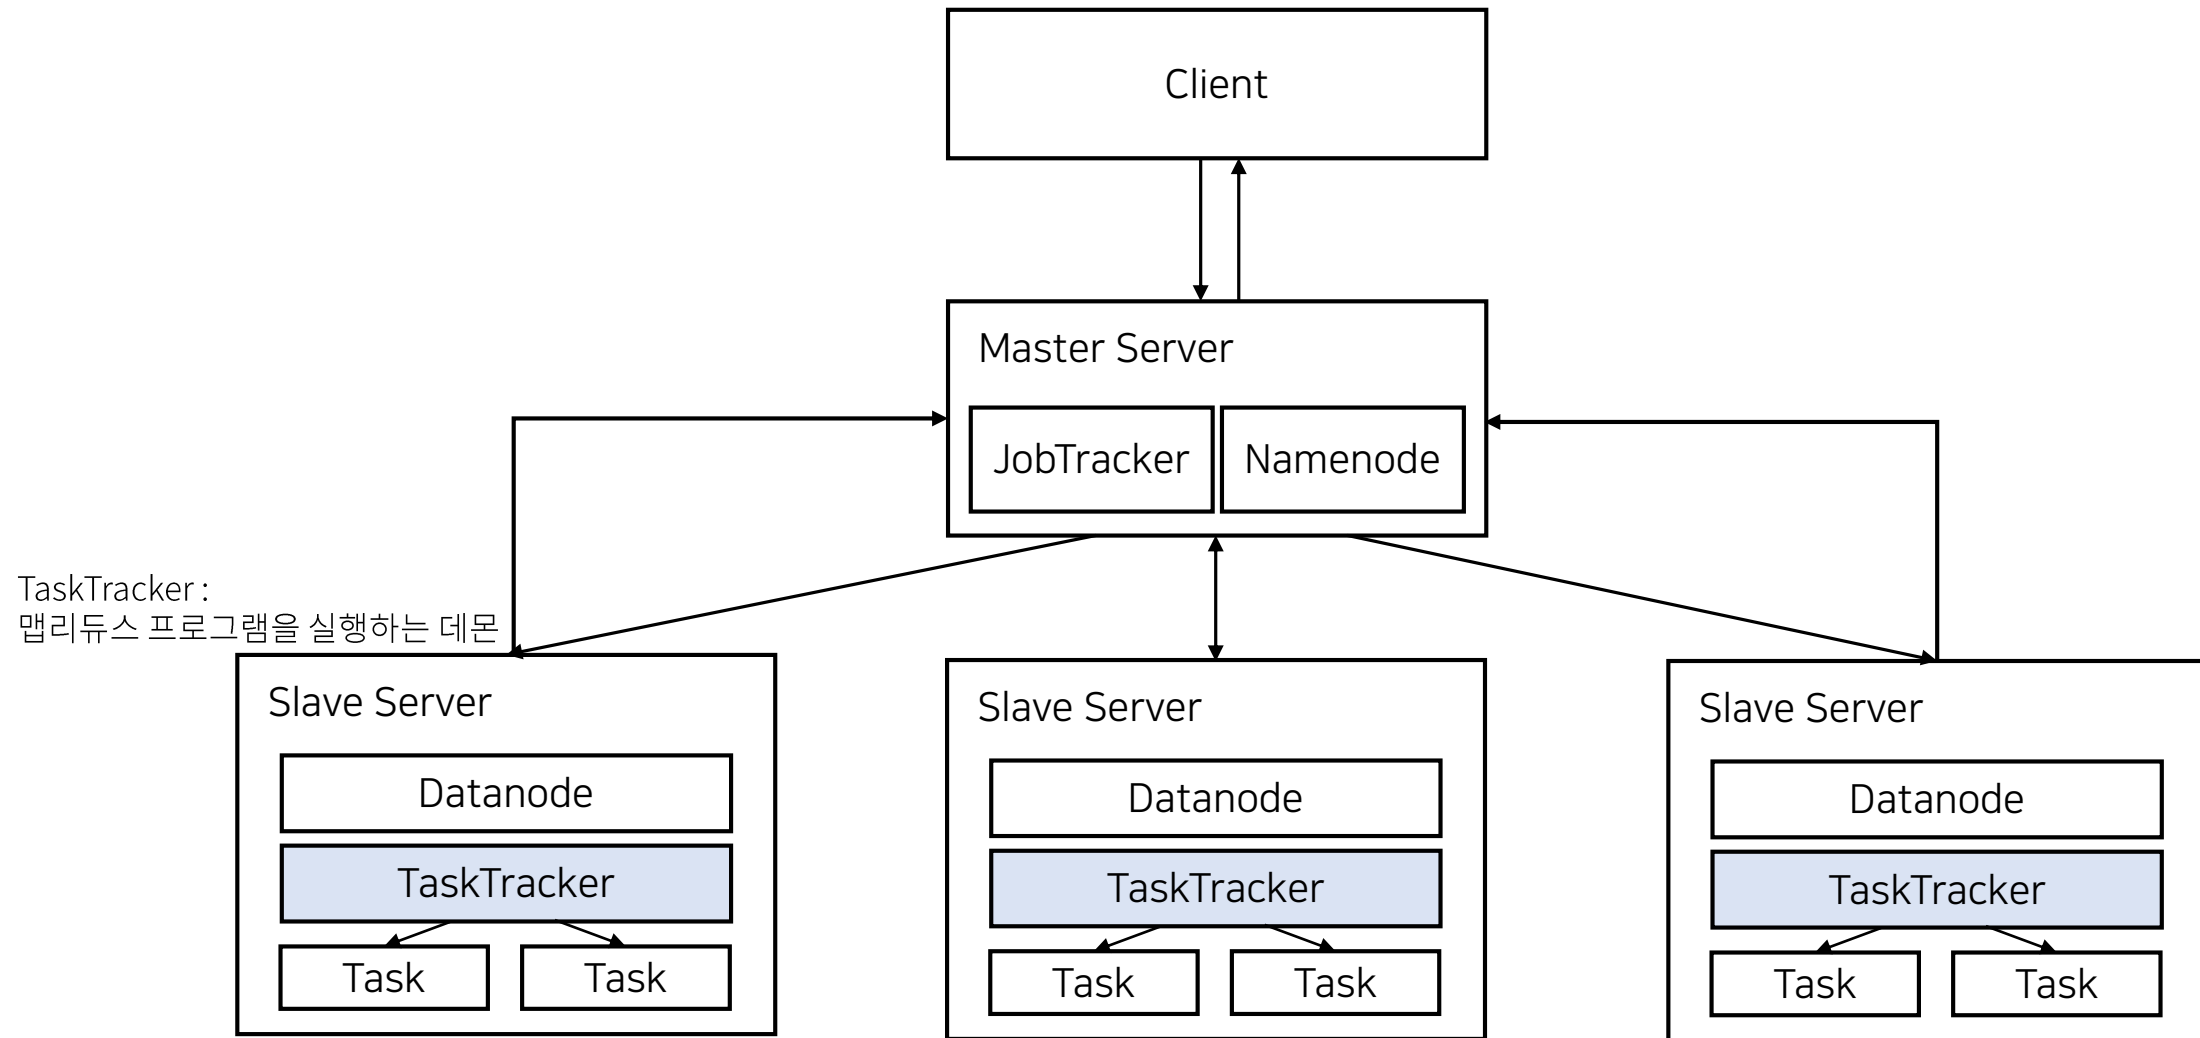 Client
Master Server
JobTracker
Namenode
TaskTracker :
맵리듀스 프로그램을 실행하는 데몬
Slave Server
Datanode
TaskTracker
Task
Task
Slave Server
Datanode
TaskTracker
Task
Task
Slave Server
Datanode
TaskTracker
Task
Task